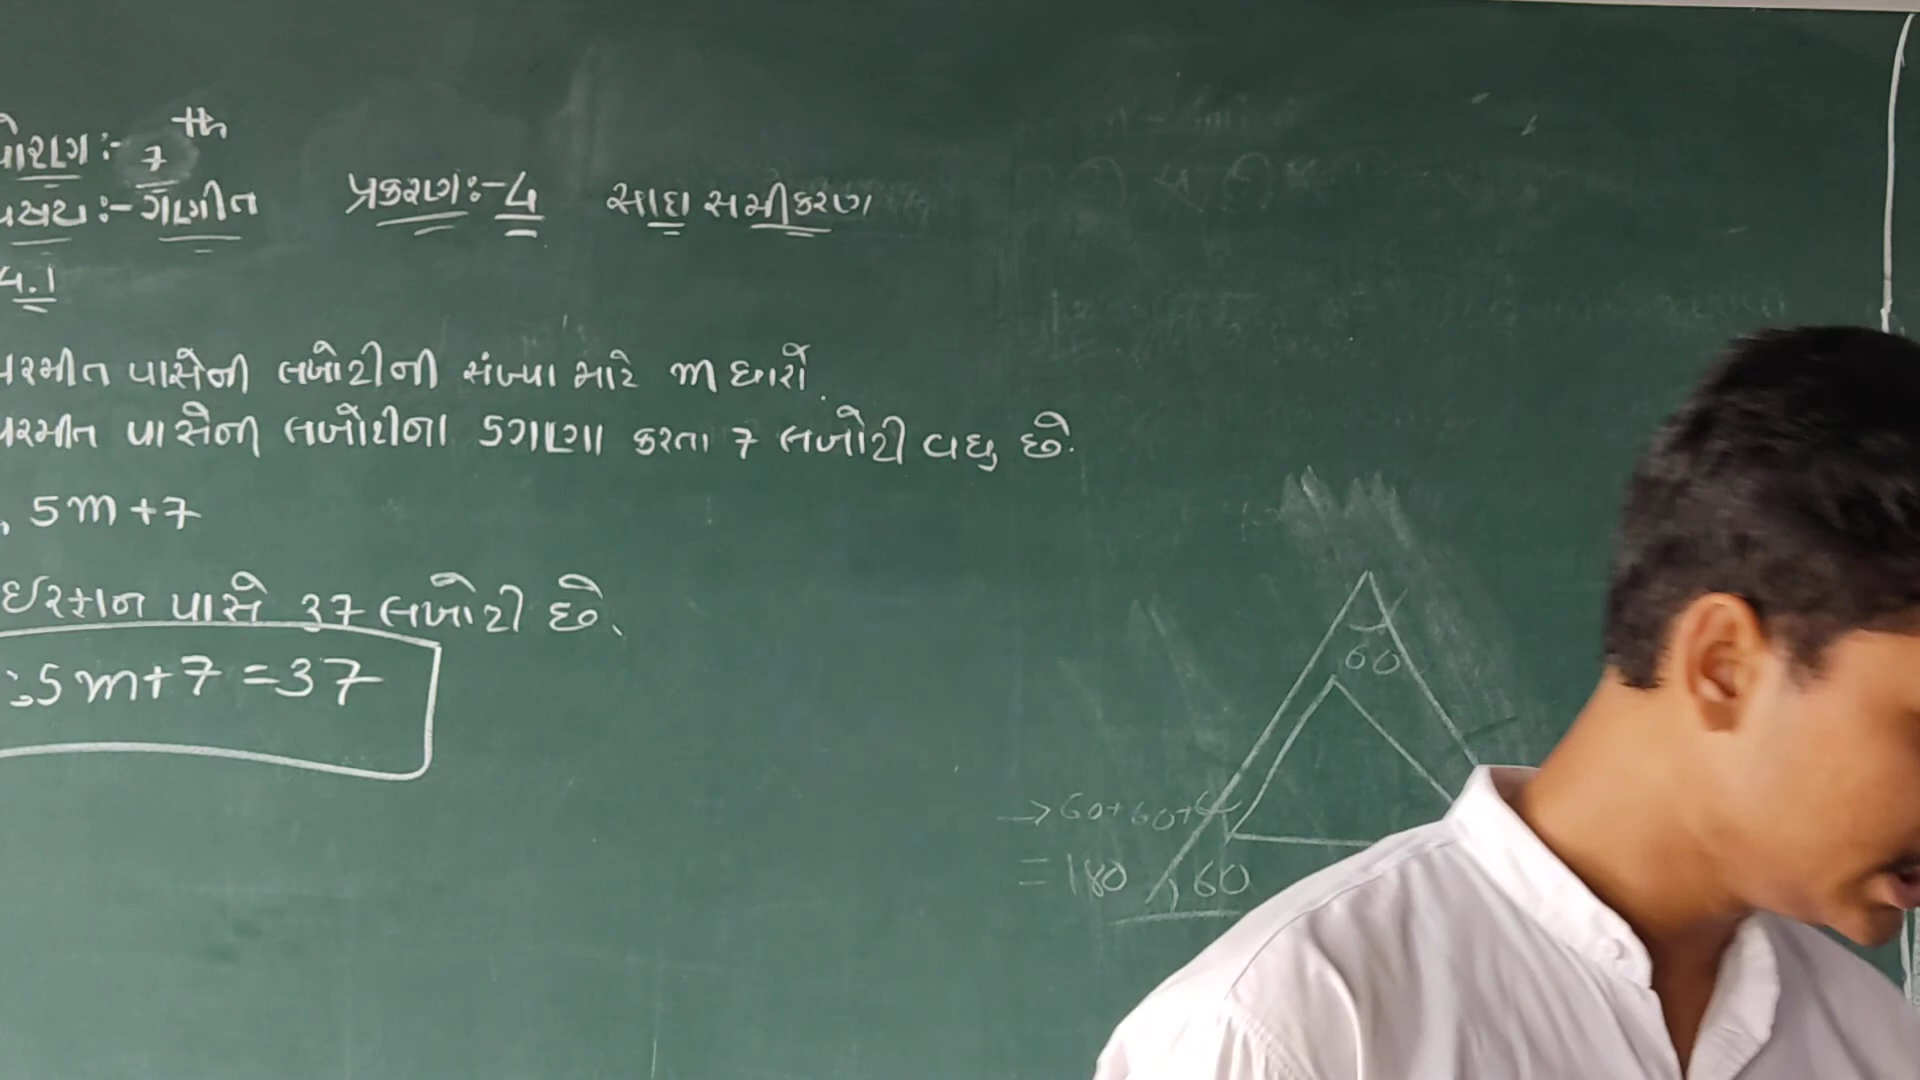 ધોરણ:- 7th
વિષય:- ગણીત પ્રકરણ:-4 સાદા સમીકરણ
4.1
પરમીત પાસેની લખોટીની સંખ્યા માટે m ધારો.
પરમીત પાસેની લખોટીના 5ગણા કરતા 7 લખોટી વધુ છે.
5m+7
ઈરફાન પાસે 37 લખોટી છે.
∴5m+7=37
60
→60+60+
=180
60